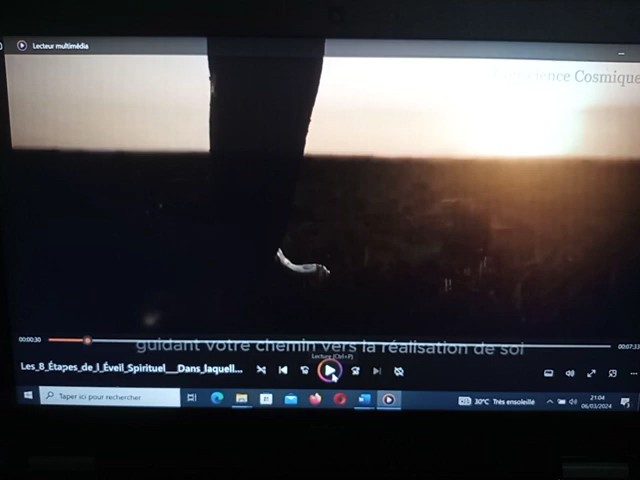 Lecteur multimédia
Conscience Cosmique
guidant votre chemin vers la réalisation de soi
00:00:30
00:07:33
Lecture (Ctrl+P)
Les_8_Étapes_de_l_Éveil_Spirituel__Dans_laquell...
Taper ici pour rechercher
30°C Très ensoleillé
21:04
06/03/2024